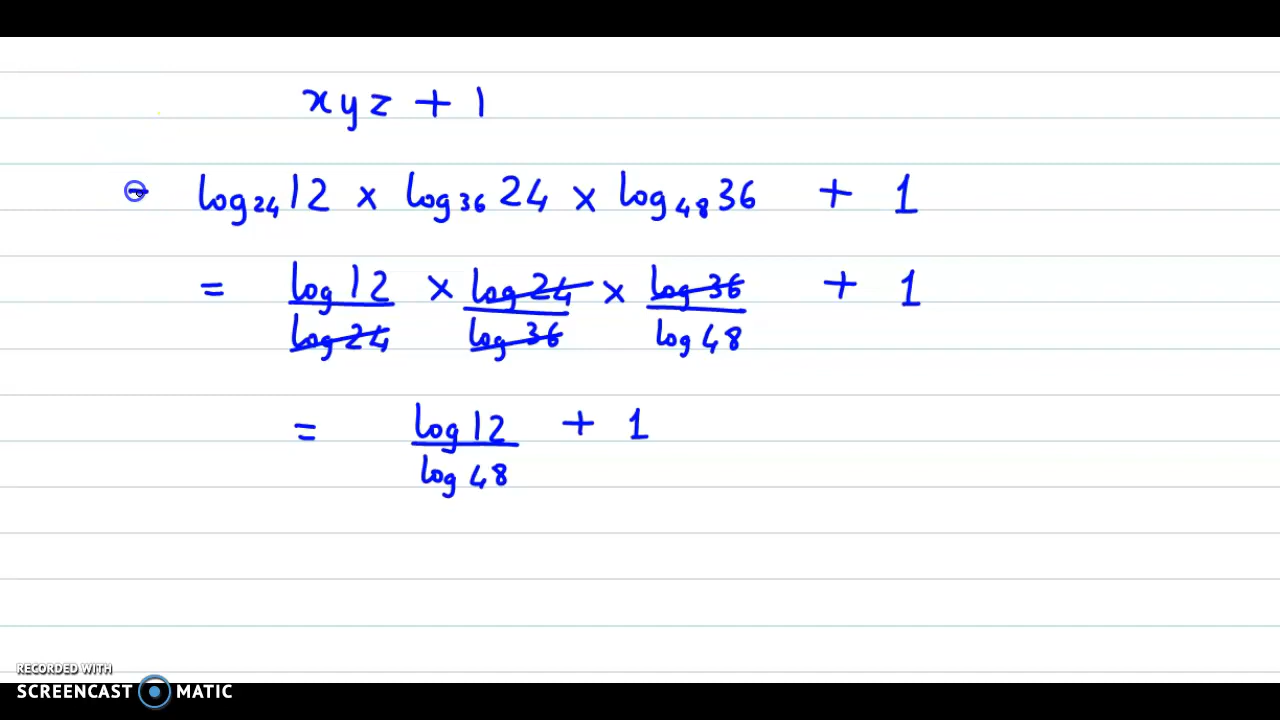 xyz + 1
= log₂₄12 × log₃₆24 × log₄₈36 + 1
= log 12 / log 24 × log 24 / log 36 × log 36 / log 48 + 1
= log 12 / log 48 + 1
RECORDED WITH
SCREENCAST MATIC